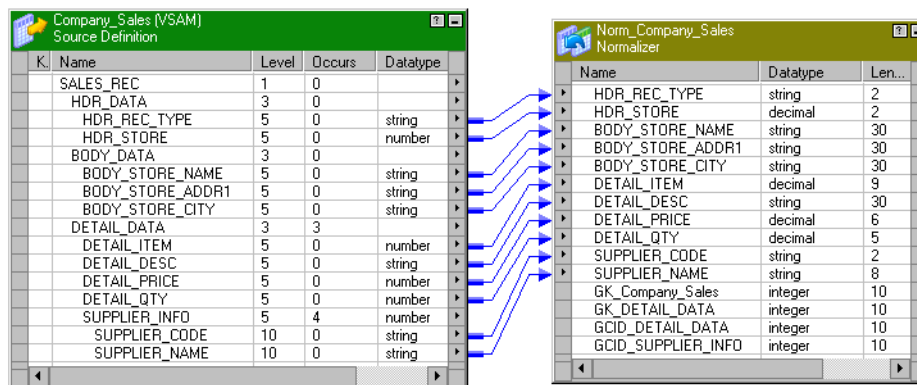 Company_Sales (VSAM)
Source Definition
K. Name Level Occurs Datatype
SALES_REC 1 0
HDR_DATA 3 0
HDR_REC_TYPE 5 0 string
HDR_STORE 5 0 number
BODY_DATA 3 0
BODY_STORE_NAME 5 0 string
BODY_STORE_ADDR1 5 0 string
BODY_STORE_CITY 5 0 string
DETAIL_DATA 3 3
DETAIL_ITEM 5 0 number
DETAIL_DESC 5 0 string
DETAIL_PRICE 5 0 number
DETAIL_QTY 5 0 number
SUPPLIER_INFO 5 4 number
SUPPLIER_CODE 10 0 string
SUPPLIER_NAME 10 0 string
Norm_Company_Sales
Normalizer
Name Datatype Len...
HDR_REC_TYPE string 2
HDR_STORE decimal 2
BODY_STORE_NAME string 30
BODY_STORE_ADDR1 string 30
BODY_STORE_CITY string 30
DETAIL_ITEM decimal 9
DETAIL_DESC string 30
DETAIL_PRICE decimal 6
DETAIL_QTY decimal 5
SUPPLIER_CODE string 2
SUPPLIER_NAME string 8
GK_Company_Sales integer 10
GK_DETAIL_DATA integer 10
GCID_DETAIL_DATA integer 10
GCID_SUPPLIER_INFO integer 10